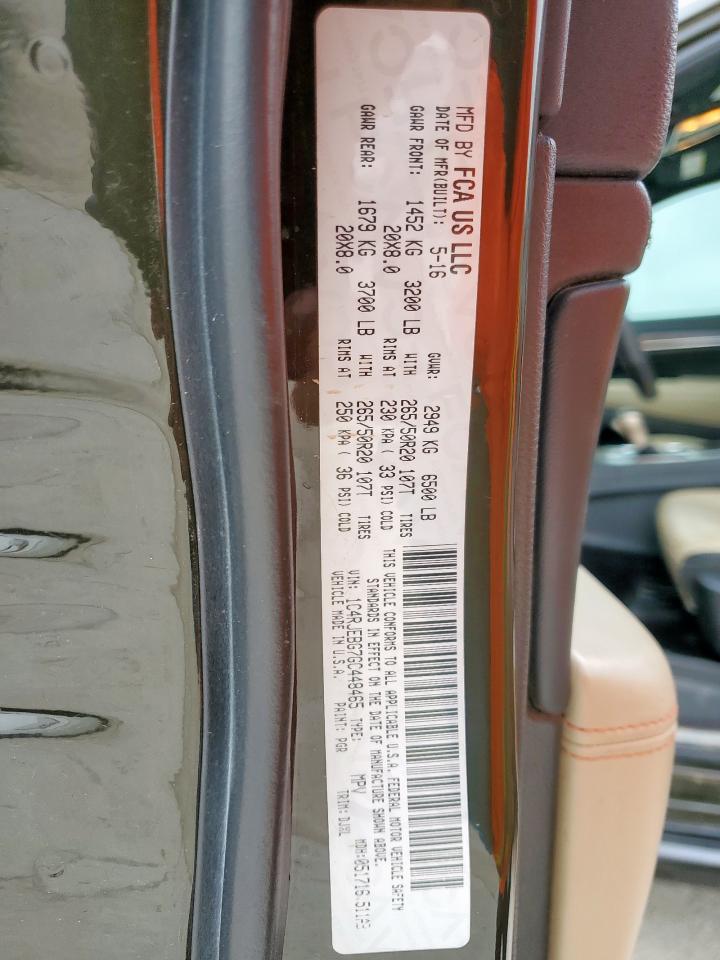 MFD BY FCA US LLC
DATE OF MFR(BUILT): 5-16 GVWR: 2949 KG 6500 LB
GAWR FRONT: 1452 KG 3200 LB WITH 265/50R20 107T TIRES
20X8.0 RIMS AT 230 KPA ( 33 PSI) COLD
GAWR REAR: 1679 KG 3700 LB WITH 265/50R20 107T TIRES
20X8.0 RIMS AT 250 KPA ( 36 PSI) COLD
THIS VEHICLE CONFORMS TO ALL APPLICABLE U.S.A. FEDERAL MOTOR VEHICLE SAFETY
STANDARDS IN EFFECT ON THE DATE OF MANUFACTURE SHOWN ABOVE.
VIN: 1C4RJEBG7GC448465 TYPE: MPV MDH:051716
VEHICLE MADE IN U.S.A. PAINT: PGR TRIM: